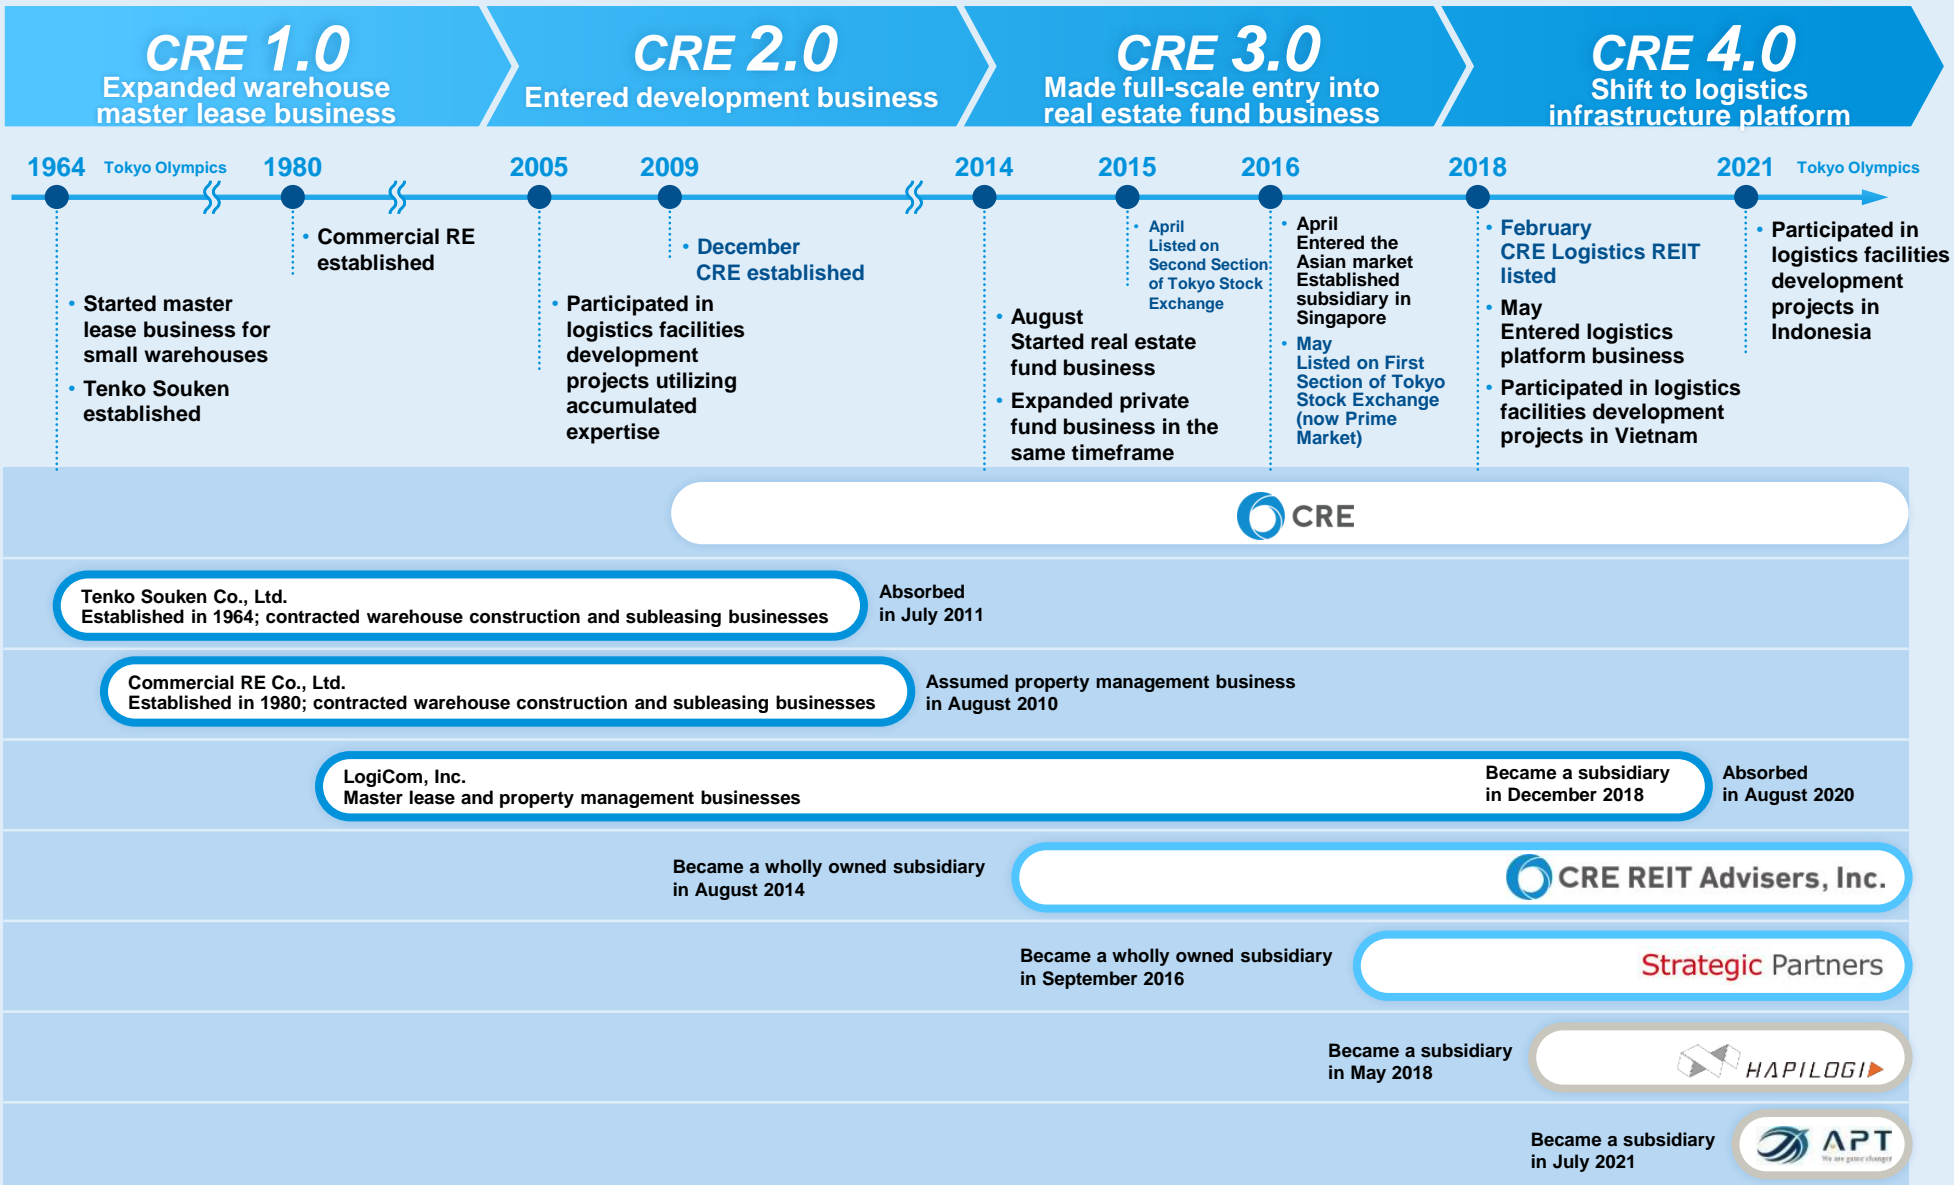 CRE 1.0
Expanded warehouse
master lease business
CRE 2.0
Entered development business
CRE 3.0
Made full-scale entry into
real estate fund business
CRE 4.0
Shift to logistics
infrastructure platform
1964
Tokyo Olympics
1980
2005
2009
2014
2015
2016
2018
2021
Tokyo Olympics
• Started master
lease business for
small warehouses
• Tenko Souken
established
• Commercial RE
established
• Participated in
logistics facilities
development
projects utilizing
accumulated
expertise
• December
CRE established
• August
Started real estate
fund business
• Expanded private
fund business in the
same timeframe
• April
Listed on
Second Section
of Tokyo Stock
Exchange
• April
Entered the
Asian market
Established
subsidiary in
Singapore
• May
Listed on First
Section of Tokyo
Stock Exchange
(now Prime
Market)
• February
CRE Logistics REIT
listed
• May
Entered logistics
platform business
• Participated in logistics
facilities development
projects in Vietnam
• Participated in
logistics facilities
development
projects in
Indonesia
CRE
Tenko Souken Co., Ltd.
Established in 1964; contracted warehouse construction and subleasing businesses
Absorbed
in July 2011
Commercial RE Co., Ltd.
Established in 1980; contracted warehouse construction and subleasing businesses
Assumed property management business
in August 2010
LogiCom, Inc.
Master lease and property management businesses
Became a subsidiary
in December 2018
Absorbed
in August 2020
Became a wholly owned subsidiary
in August 2014
CRE REIT Advisers, Inc.
Became a wholly owned subsidiary
in September 2016
Strategic Partners
Became a subsidiary
in May 2018
HAPILOGI
Became a subsidiary
in July 2021
APT
We are game changer